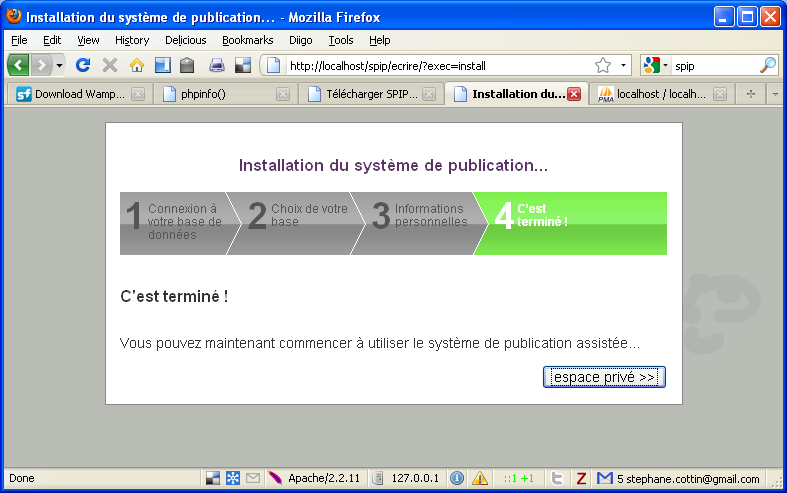 Installation du système de publication... - Mozilla Firefox
File Edit View History Delicious Bookmarks Diigo Tools Help
http://localhost/spip/ecrire/?exec=install
spip
Download Wamp...
phpinfo()
Télécharger SPIP...
Installation du...
localhost / localh...
PMA
Installation du système de publication...
1 Connexion à
votre base de
données
2 Choix de votre
base
3 Informations
personnelles
4 C'est
terminé !
C'est terminé !
Vous pouvez maintenant commencer à utiliser le système de publication assistée...
espace privé >>
Done
Apache/2.2.11
127.0.0.1
::1 +1
5 stephane.cottin@gmail.com